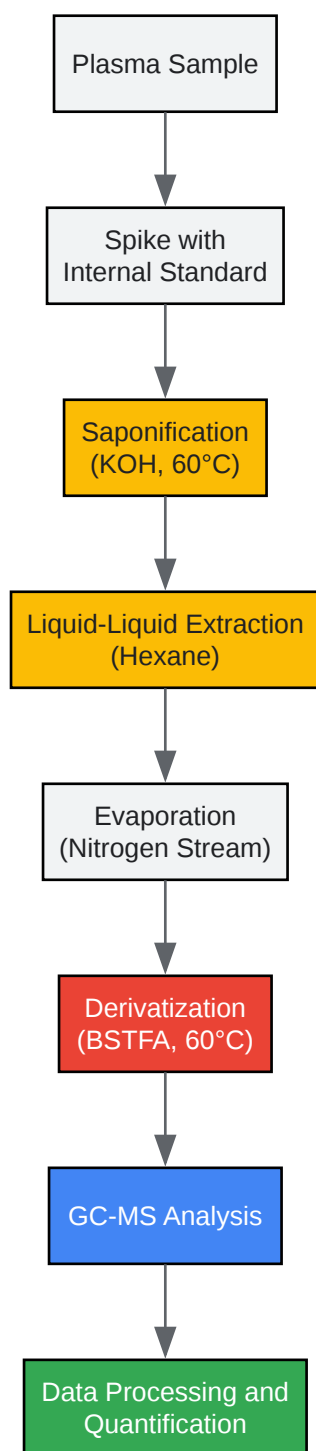 Plasma Sample
Spike with
Internal Standard
Saponification
(KOH, 60°C)
Liquid-Liquid Extraction
(Hexane)
Evaporation
(Nitrogen Stream)
Derivatization
(BSTFA, 60°C)
GC-MS Analysis
Data Processing and
Quantification